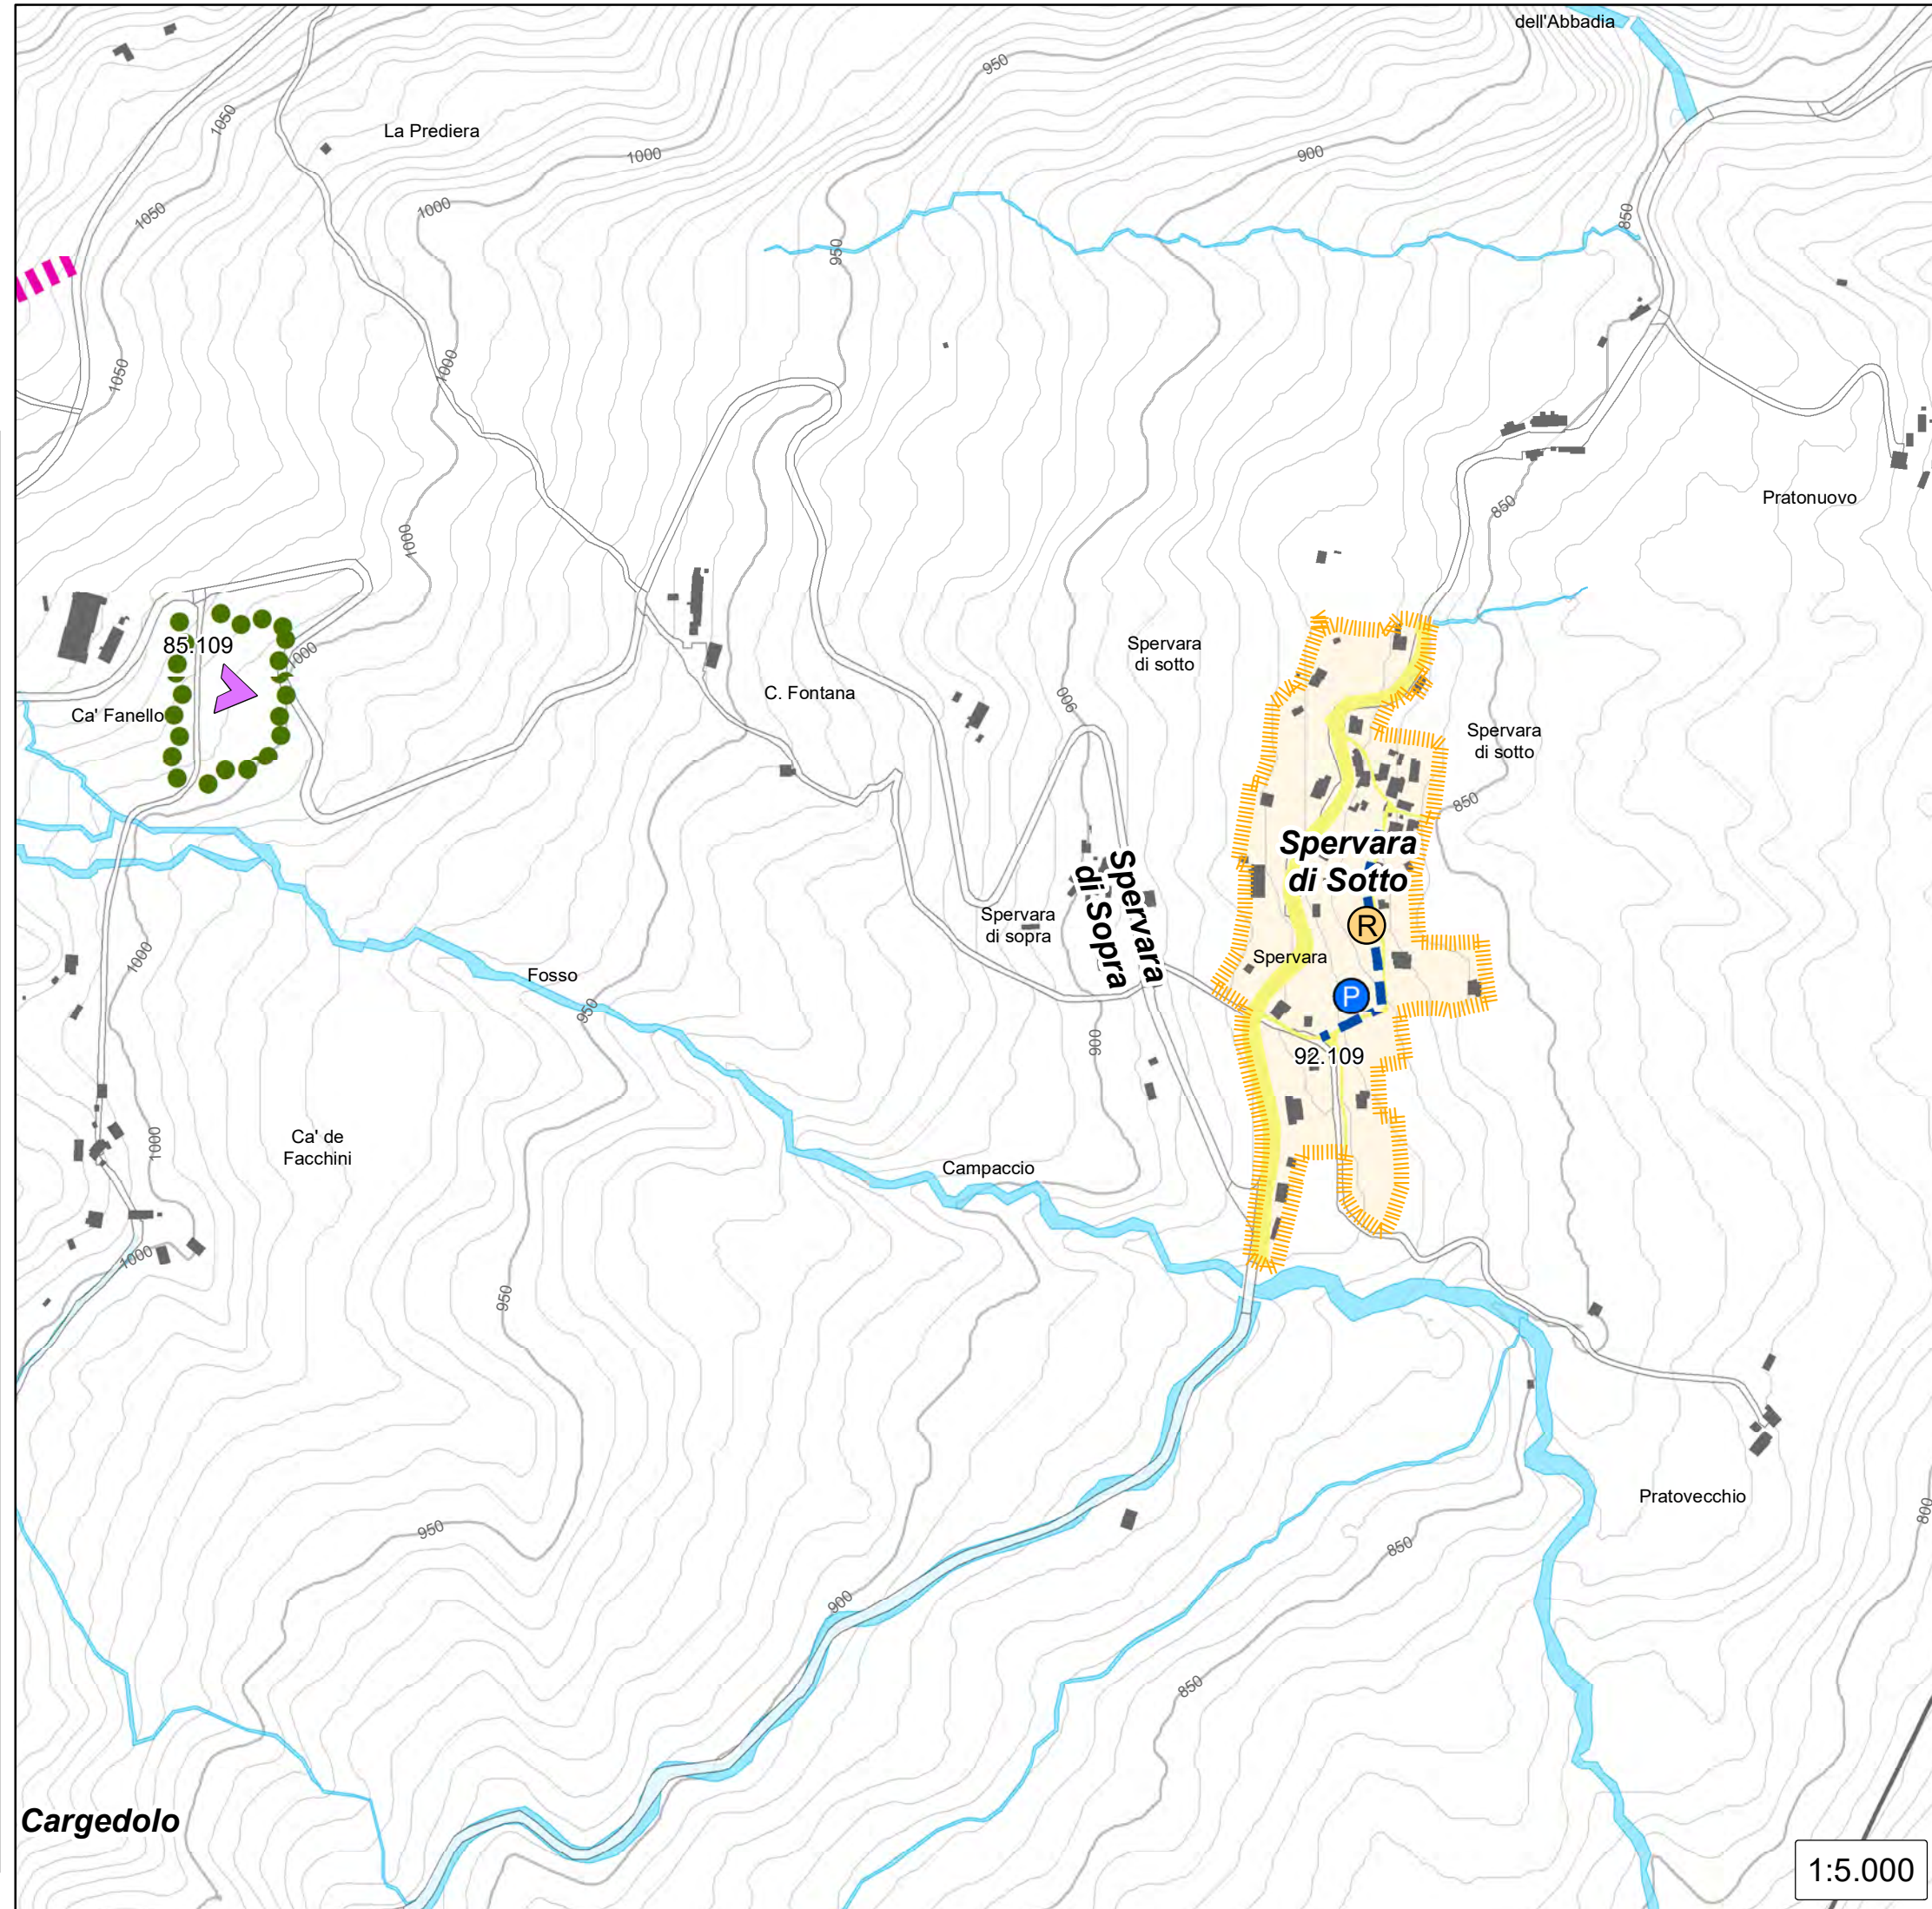 dell'Abbadia
950
1050
La Prediera
1000
900
1050
1000
850
950
1050
1000
Pratonuovo
850
1000
85.109
1000
Spervara
di sotto
C. Fontana
900
Ca' Fanello
Spervara
di sotto
850
Spervara
di Sotto
Spervara
di Sopra
Spervara
di sopra
R
Spervara
1000
Fosso
P
950
900
92.109
1000
Ca' de
Facchini
Campaccio
1000
950
Pratovecchio
800
950
850
900
850
Cargedolo
1:5.000